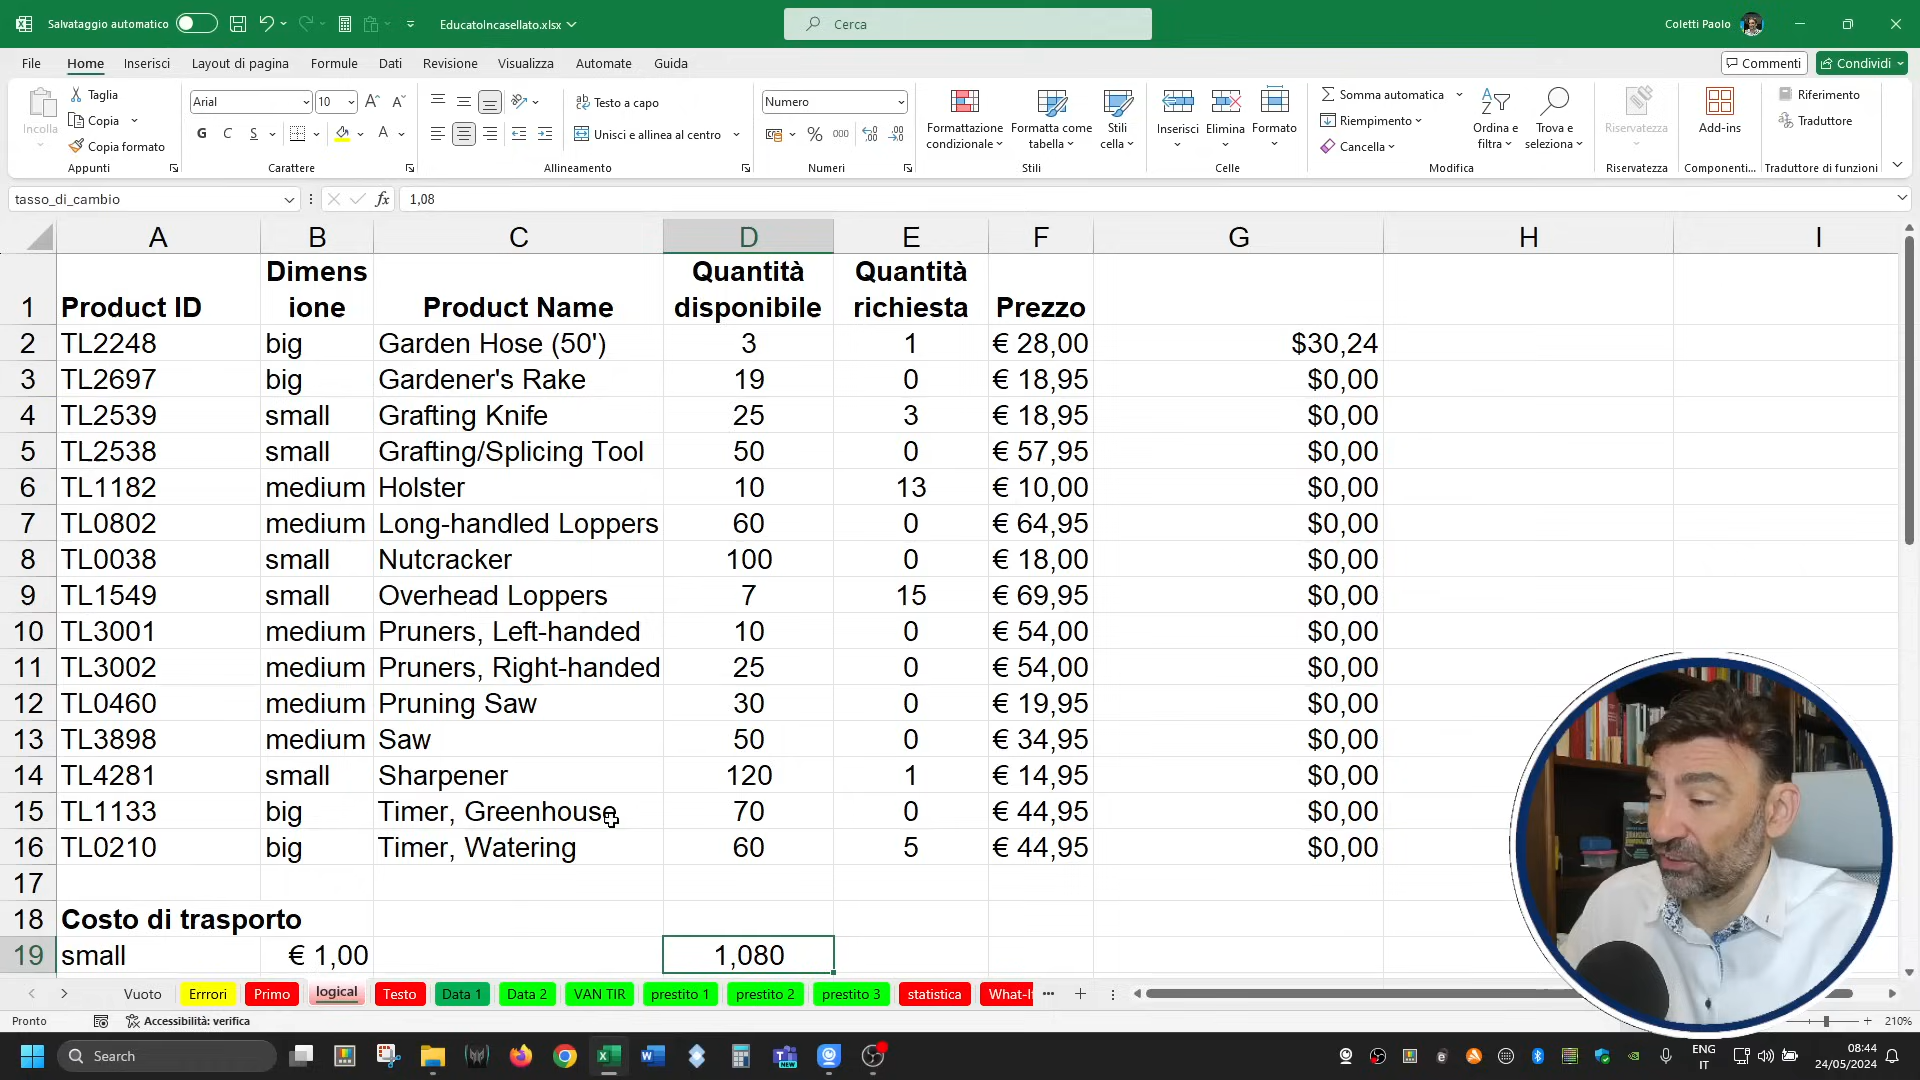 Salvataggio automatico
EducatoIncasellato.xlsx
Cerca
Coletti Paolo
File Home Inserisci Layout di pagina Formule Dati Revisione Visualizza Automate Guida
Commenti
Condividi
Incolla
Taglia
Copia
Copia formato
Appunti
Arial
10
G C S
Carattere
Testo a capo
Unisci e allinea al centro
Allineamento
Numero
% 000
Numeri
Formattazione condizionale
Formatta come tabella
Stili cella
Stili
Inserisci
Elimina
Formato
Celle
Somma automatica
Riempimento
Cancella
Ordina e filtra
Trova e seleziona
Modifica
Riservatezza
Riservatezza
Add-ins
Componenti...
Riferimento
Traduttore
Traduttore di funzioni
tasso_di_cambio
fx
1,08
A B C D E F G H I
1 Product ID Dimensione Product Name Quantità disponibile Quantità richiesta Prezzo
2 TL2248 big Garden Hose (50') 3 1 € 28,00 $30,24
3 TL2697 big Gardener's Rake 19 0 € 18,95 $0,00
4 TL2539 small Grafting Knife 25 3 € 18,95 $0,00
5 TL2538 small Grafting/Splicing Tool 50 0 € 57,95 $0,00
6 TL1182 medium Holster 10 13 € 10,00 $0,00
7 TL0802 medium Long-handled Loppers 60 0 € 64,95 $0,00
8 TL0038 small Nutcracker 100 0 € 18,00 $0,00
9 TL1549 small Overhead Loppers 7 15 € 69,95 $0,00
10 TL3001 medium Pruners, Left-handed 10 0 € 54,00 $0,00
11 TL3002 medium Pruners, Right-handed 25 0 € 54,00 $0,00
12 TL0460 medium Pruning Saw 30 0 € 19,95 $0,00
13 TL3898 medium Saw 50 0 € 34,95 $0,00
14 TL4281 small Sharpener 120 1 € 14,95 $0,00
15 TL1133 big Timer, Greenhouse 70 0 € 44,95 $0,00
16 TL0210 big Timer, Watering 60 5 € 44,95 $0,00
17
18 Costo di trasporto
19 small € 1,00 1,080
Vuoto Errrori Primo logical Testo Data 1 Data 2 VAN TIR prestito 1 prestito 2 prestito 3 statistica What-If
Pronto
Accessibilità: verifica
210%
Search
ENG
IT
08:44
24/05/2024